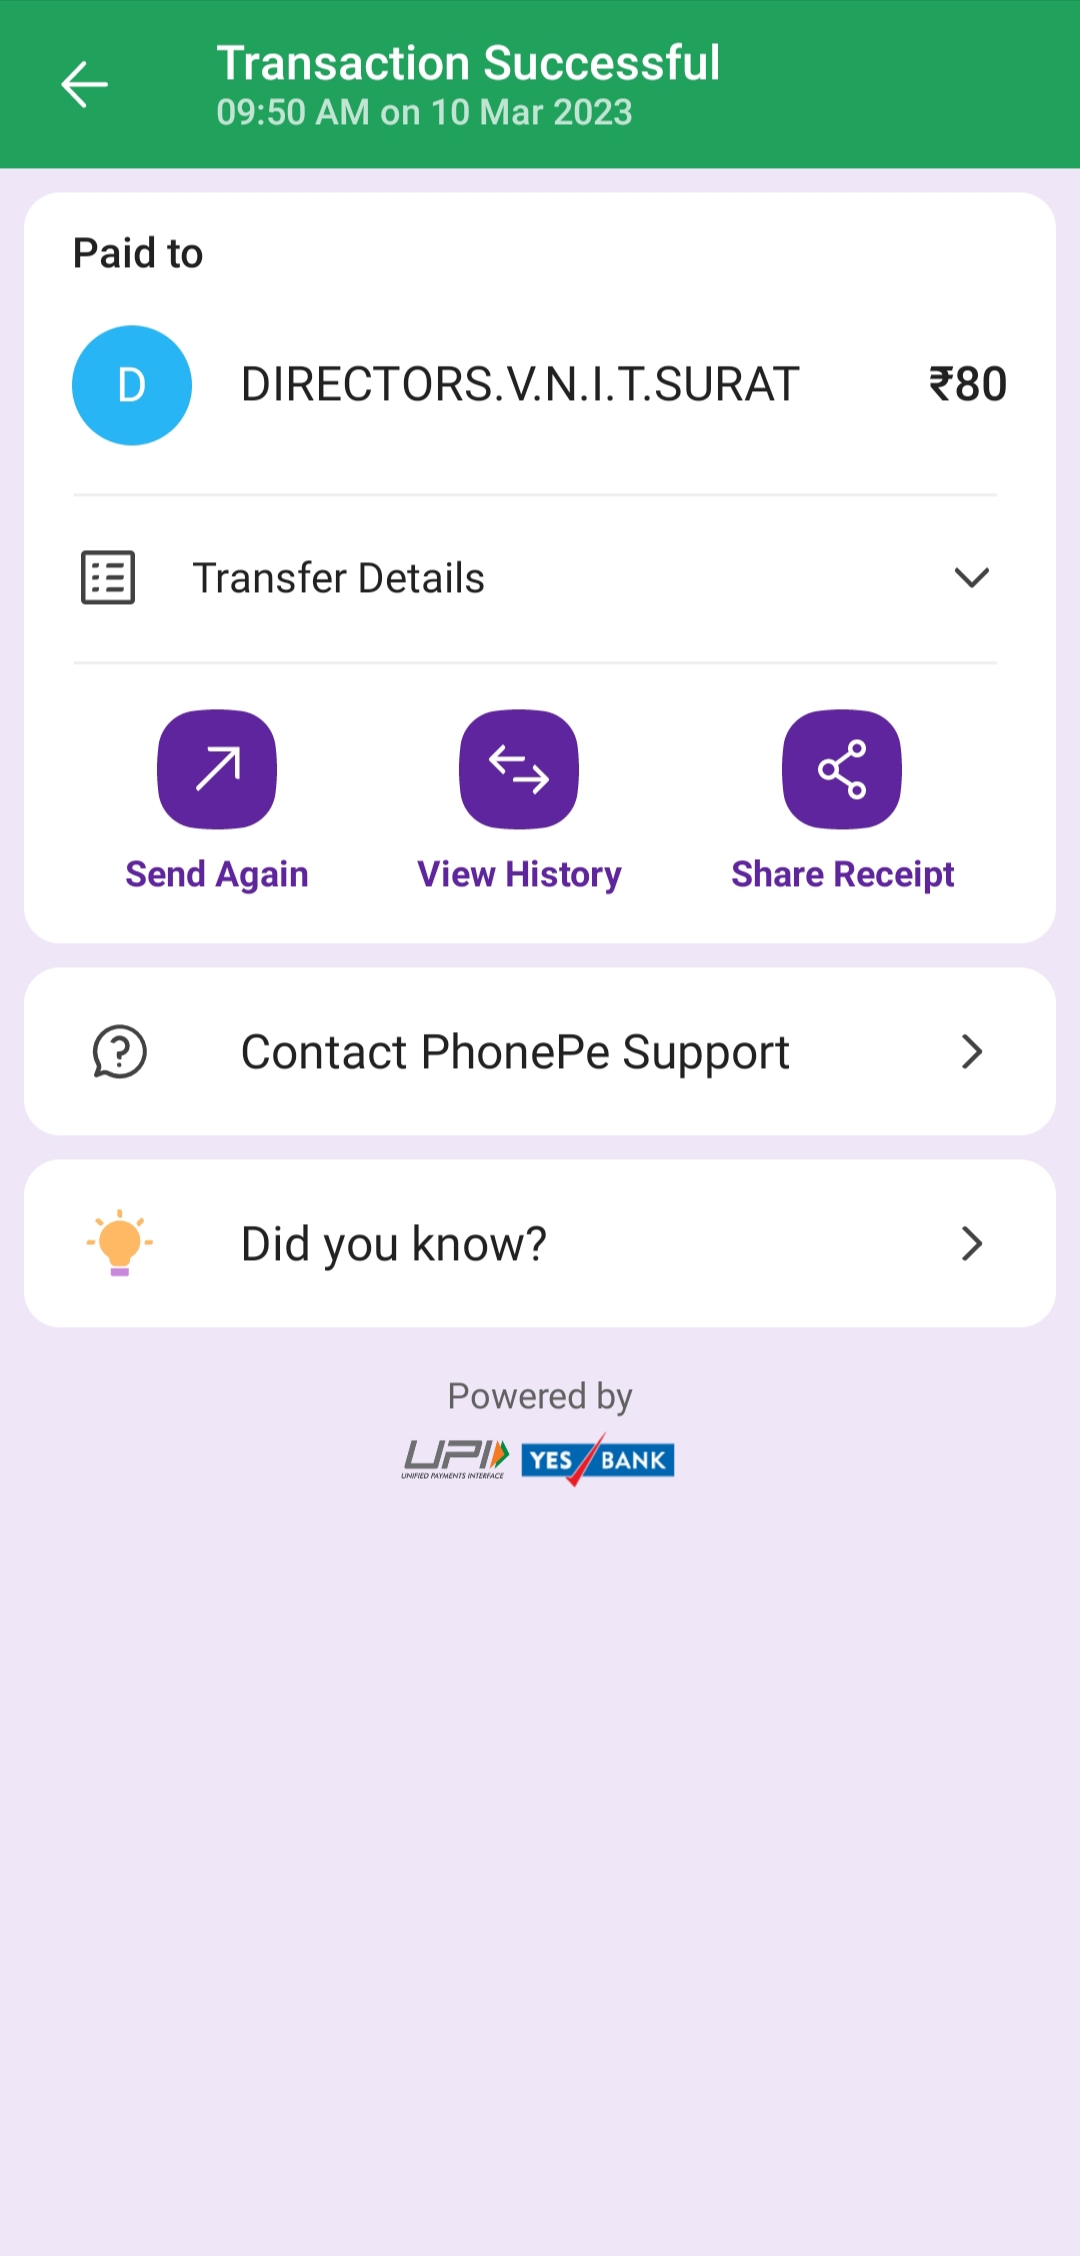 Transaction Successful
09:50 AM on 10 Mar 2023
Paid to
D
DIRECTORS.V.N.I.T.SURAT
₹80
Transfer Details
Send Again
View History
Share Receipt
Contact PhonePe Support
Did you know?
Powered by
UPI
UNIFIED PAYMENTS INTERFACE
YES BANK